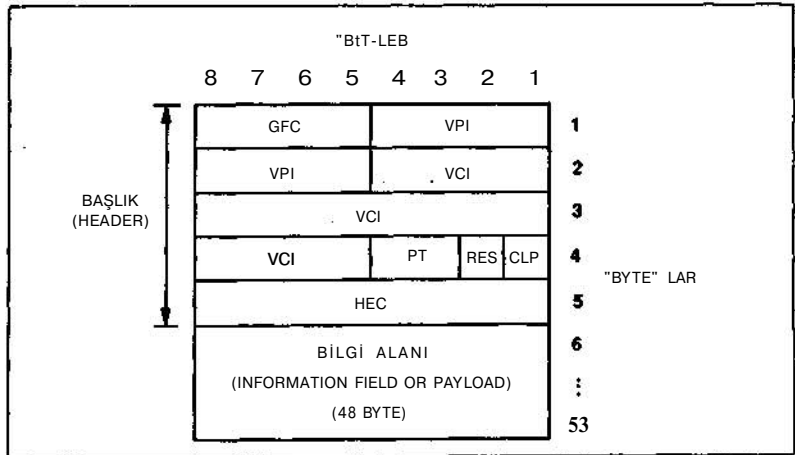 "BtT-LEB
8 7 6 5 4 3 2 1
GFC VPI 1
VPI VCI 2
BAŞLIK
(HEADER)
VCI 3
VCI PT RES CLP 4
"BYTE" LAR
HEC 5
BİLGİ ALANI 6
(INFORMATION FIELD OR PAYLOAD) :
(48 BYTE) 53